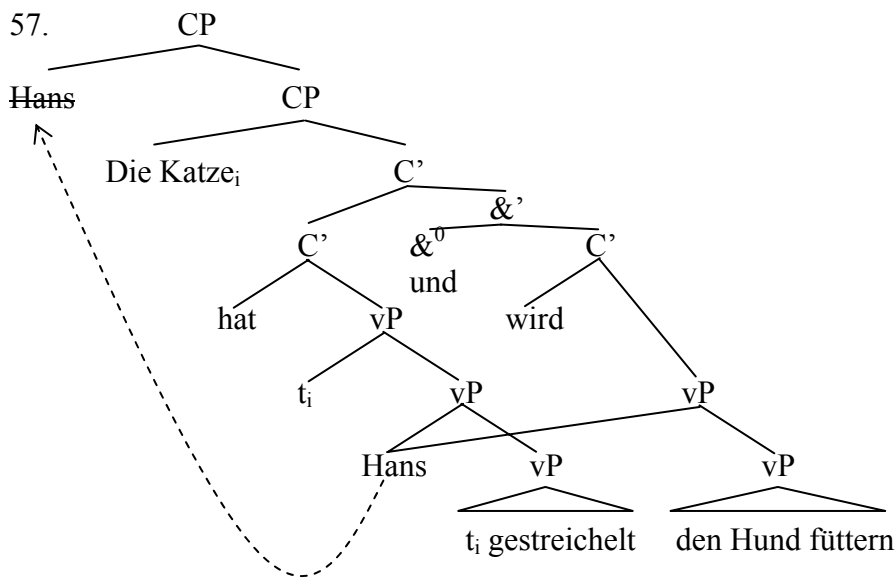 57. CP
~~Hans~~ CP
Die Katzeᵢ C’
&’
C’ &⁰ C’
und
hat vP wird
tᵢ vP vP
Hans vP vP
tᵢ gestreichelt den Hund füttern